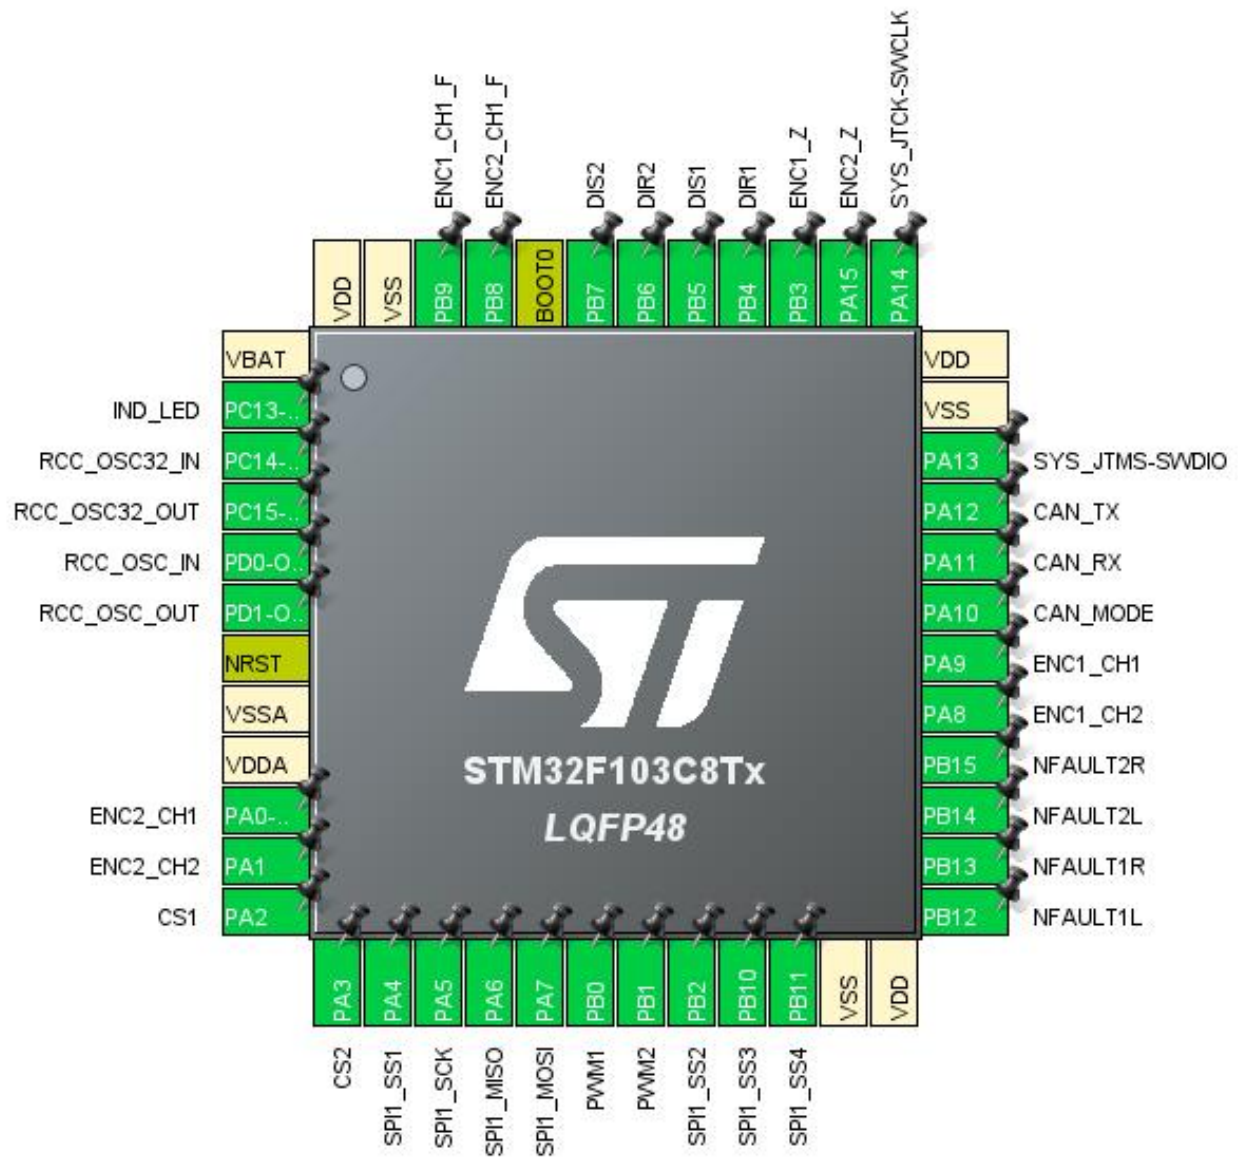 ENC1_CH1_F
ENC2_CH1_F
DIS2
DIR2
DIS1
DIR1
ENC1_Z
ENC2_Z
SYS_JTCK-SWCLK
VDD
VSS
PB9
PB8
BOOT0
PB7
PB6
PB5
PB4
PB3
PA15
PA14
VBAT
IND_LED PC13-..
RCC_OSC32_IN PC14-..
RCC_OSC32_OUT PC15-..
RCC_OSC_IN PD0-O..
RCC_OSC_OUT PD1-O..
NRST
VSSA
VDDA
ENC2_CH1 PA0-..
ENC2_CH2 PA1
CS1 PA2
VDD
VSS
PA13 SYS_JTMS-SWDIO
PA12 CAN_TX
PA11 CAN_RX
PA10 CAN_MODE
PA9 ENC1_CH1
PA8 ENC1_CH2
PB15 NFAULT2R
PB14 NFAULT2L
PB13 NFAULT1R
PB12 NFAULT1L
ST
STM32F103C8Tx
LQFP48
PA3
PA4
PA5
PA6
PA7
PB0
PB1
PB2
PB10
PB11
VSS
VDD
CS2
SPI1_SS1
SPI1_SCK
SPI1_MISO
SPI1_MOSI
PWM1
PWM2
SPI1_SS2
SPI1_SS3
SPI1_SS4